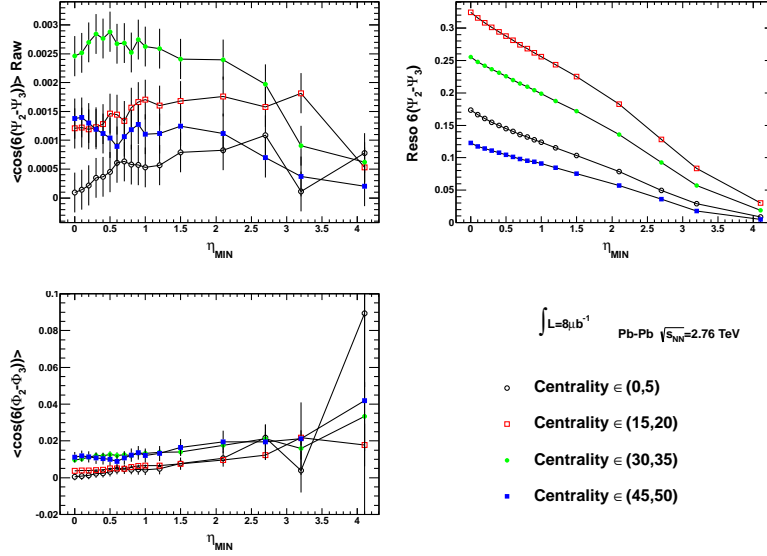 <cos(6(Ψ₂-Ψ₃))> Raw
0.003
0.0025
0.002
0.0015
0.001
0.0005
0
0 0.5 1 1.5 2 2.5 3 3.5 4
η_MIN
Reso 6(Ψ₂-Ψ₃)
0.3
0.25
0.2
0.15
0.1
0.05
0
0 0.5 1 1.5 2 2.5 3 3.5 4
η_MIN
<cos(6(Φ₂-Φ₃))>
0.1
0.08
0.06
0.04
0.02
0
-0.02
0 0.5 1 1.5 2 2.5 3 3.5 4
η_MIN
∫L=8μb⁻¹ Pb-Pb √s_NN=2.76 TeV
Centrality ∈ (0,5)
Centrality ∈ (15,20)
Centrality ∈ (30,35)
Centrality ∈ (45,50)